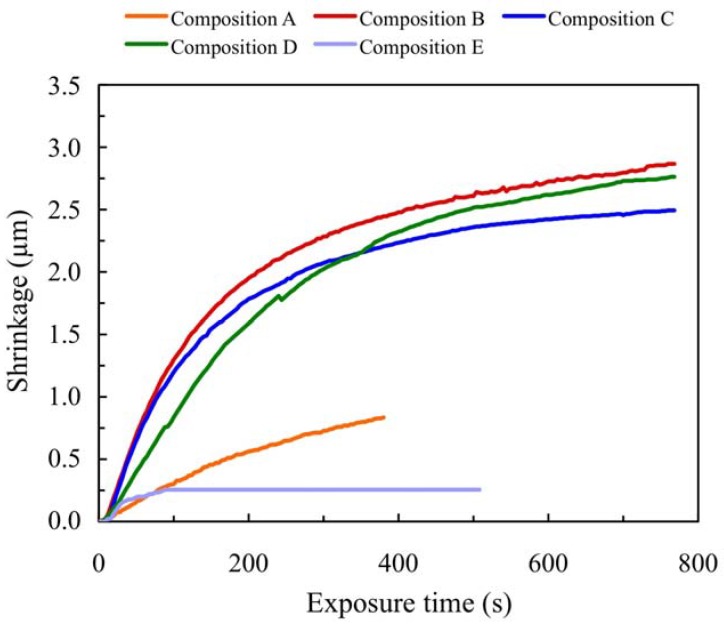 Composition A Composition B Composition C
Composition D Composition E
3.5
3.0
2.5
2.0
1.5
1.0
0.5
0.0
Shrinkage (μm)
0 200 400 600 800
Exposure time (s)